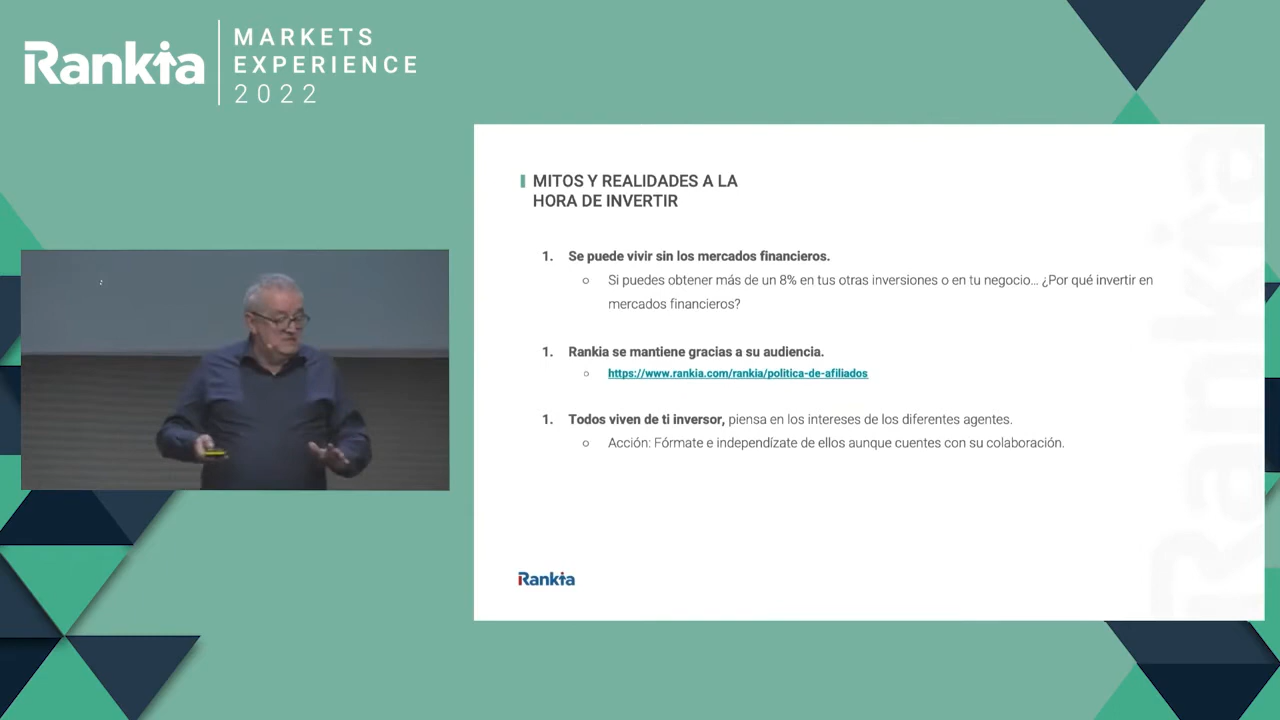 Rankia
MARKETS
EXPERIENCE
2022
MITOS Y REALIDADES A LA
HORA DE INVERTIR
1. Se puede vivir sin los mercados financieros.
○ Si puedes obtener más de un 8% en tus otras inversiones o en tu negocio... ¿Por qué invertir en
mercados financieros?
1. Rankia se mantiene gracias a su audiencia.
○ https://www.rankia.com/rankia/politica-de-afiliados
1. Todos viven de ti inversor, piensa en los intereses de los diferentes agentes.
○ Acción: Fórmate e independízate de ellos aunque cuentes con su colaboración.
Rankia
Rankia